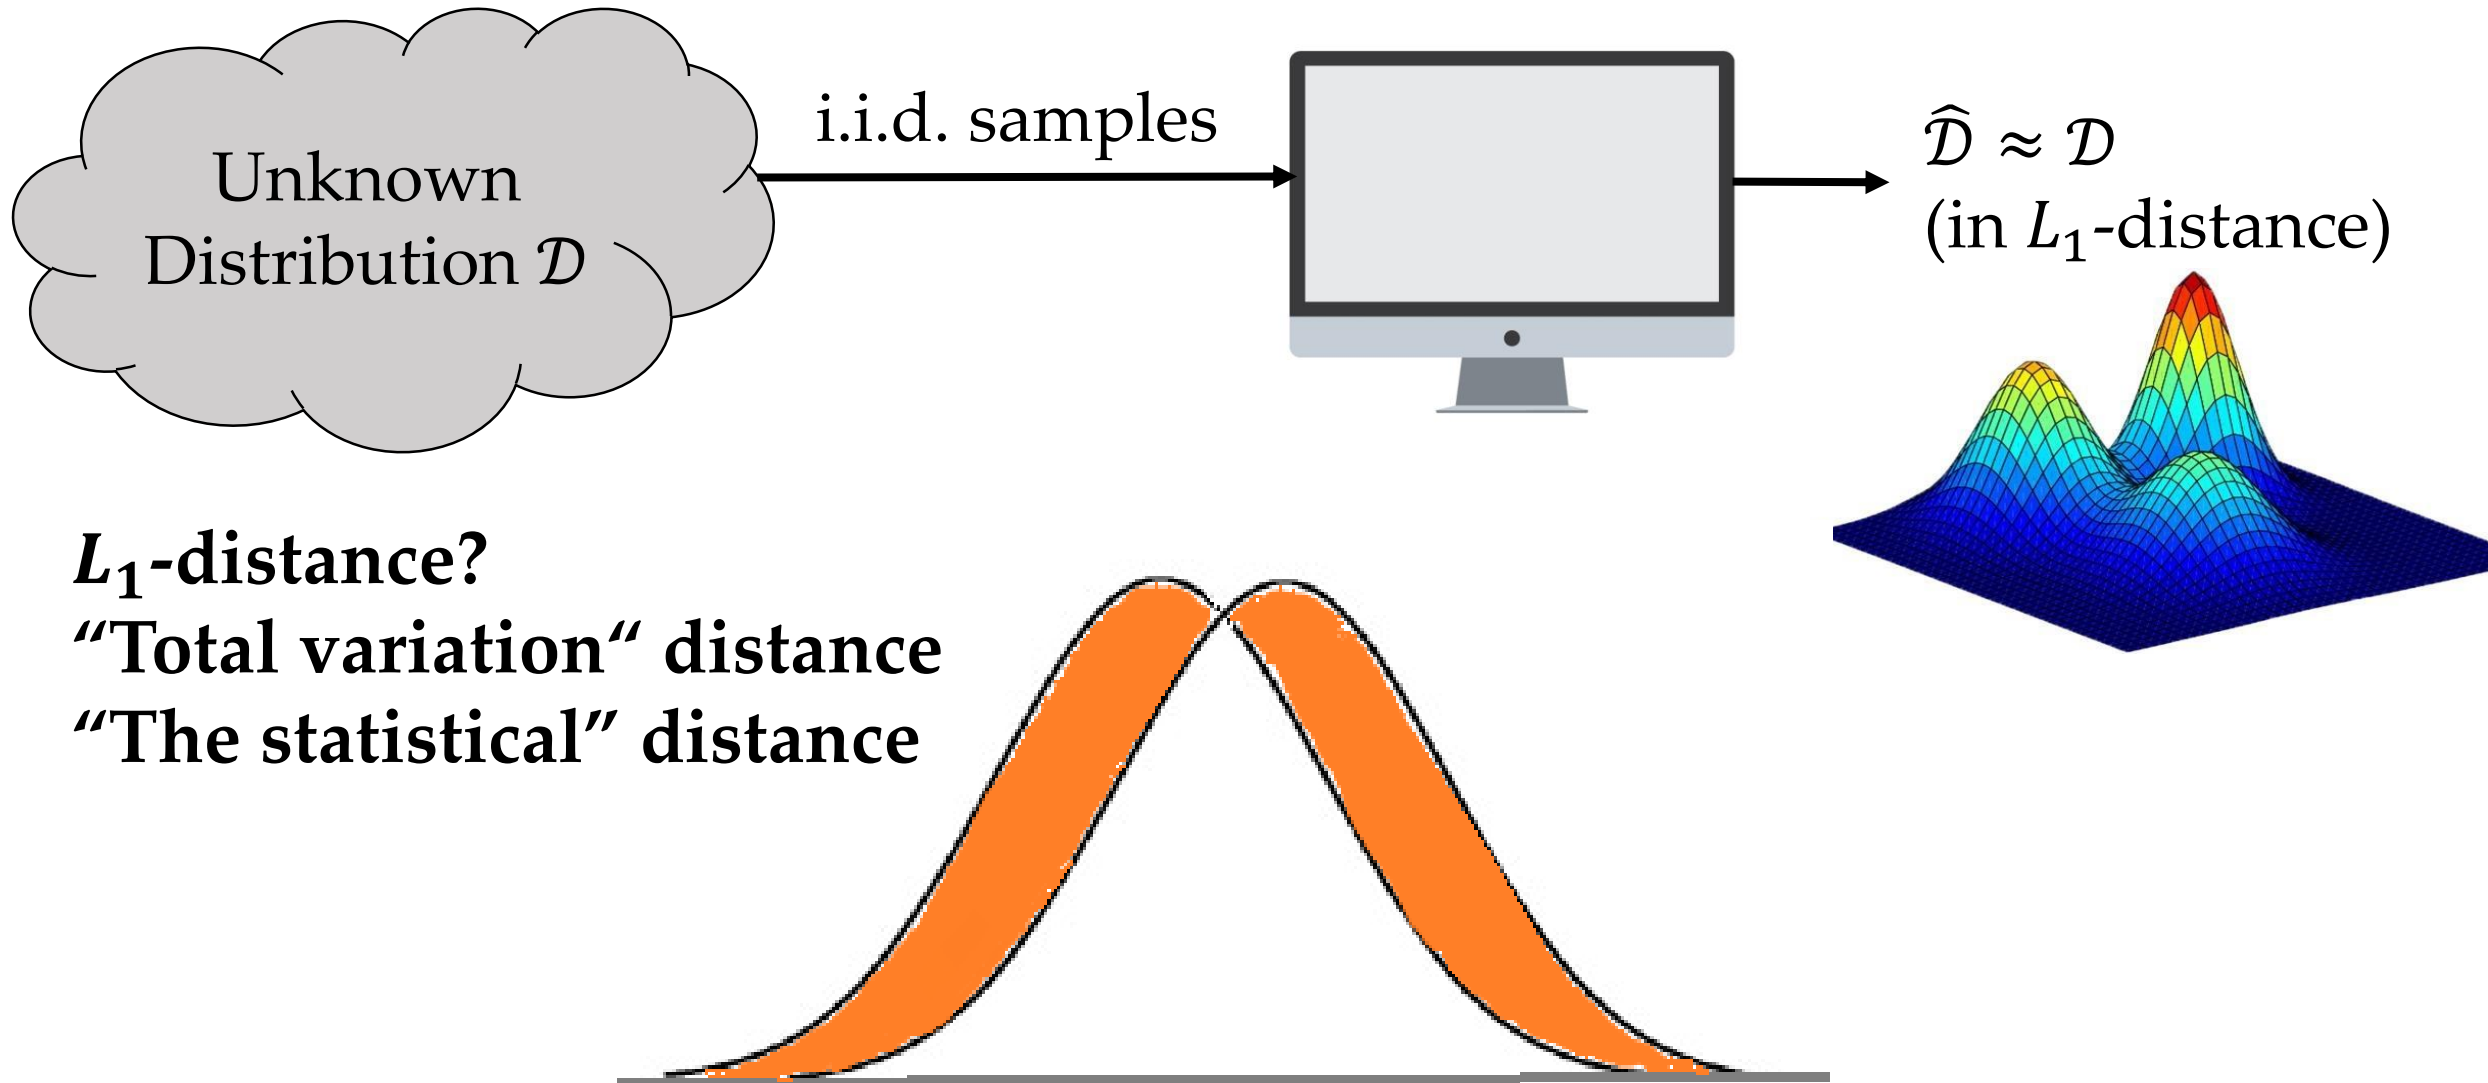 Unknown
Distribution 𝒟
i.i.d. samples
𝒟̂ ≈ 𝒟
(in L₁-distance)
L₁-distance?
“Total variation“ distance
“The statistical” distance